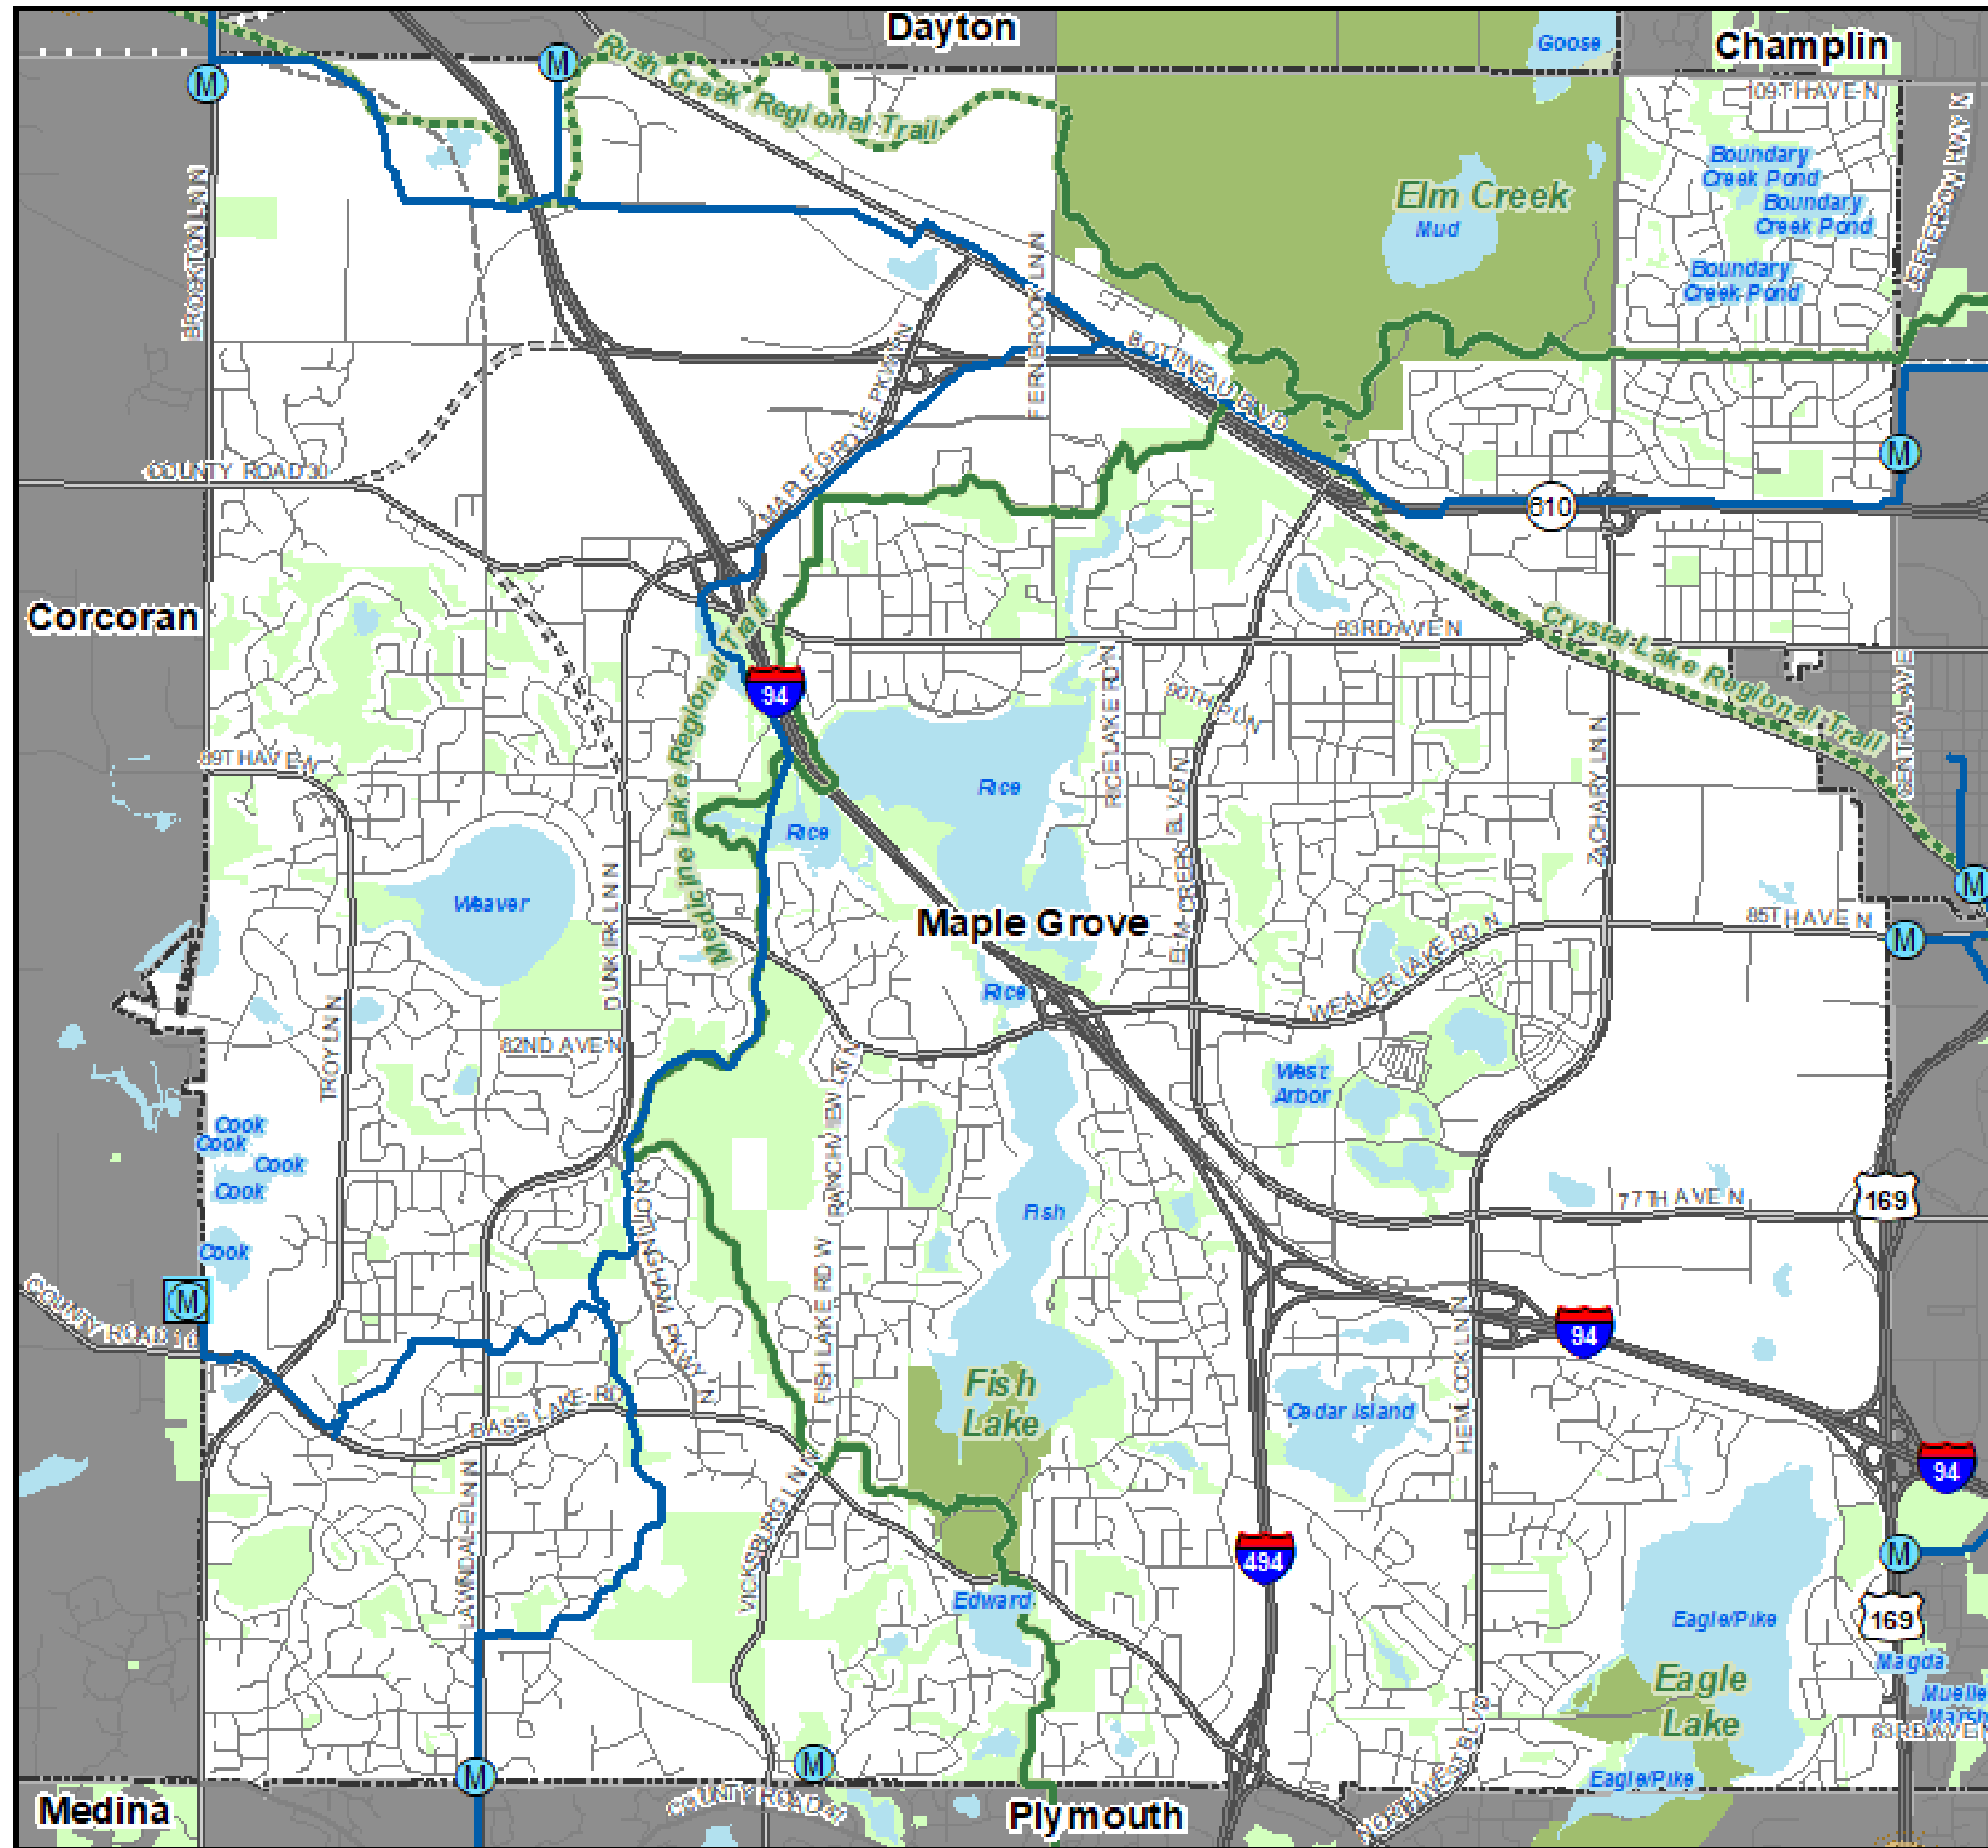 Dayton
Champlin
Goose
M
M
Rush Creek Regional Trail
109TH AVE N
JEFFERSON HWY N
Boundary
Creek Pond
Boundary
Creek Pond
Boundary
Creek Pond
Elm Creek
Mud
BROCKTON LN N
FERNBROOK LN N
BOTTINEAU BLVD
MAPLE GROVE PKWY N
COUNTY ROAD 30
M
610
Corcoran
93RD AVE N
Crystal Lake Regional Trail
Medicine Lake Regional Trail
94
RICE LAKE RD N
90TH PL N
CENTRAL AVE
89TH AVE N
Rice
Rice
ELM CREEK BLVD N
ZACHARY LN N
M
Weaver
DUNKIRK LN N
Maple Grove
85TH AVE N
M
WEAVER LAKE RD N
Rice
TROY LN N
82ND AVE N
West
Arbor
Cook
Cook
Cook
Cook
RANCHVIEW LN N
Fish
77TH AVE N
169
Cook
NOTTINGHAM PKWY N
M
COUNTY ROAD 10
FISH LAKE RD W
94
HEMLOCK LN N
Fish
Lake
Cedar Island
BASS LAKE RD
94
LAWNDALE LN N
VICKSBURG LN N
494
M
Edward
Eagle/Pike
169
Magda
Eagle
Lake
63RD AVE N
M
M
Eagle/Pike
Medina
COUNTY ROAD 47
Plymouth
NORTHWEST BLVD